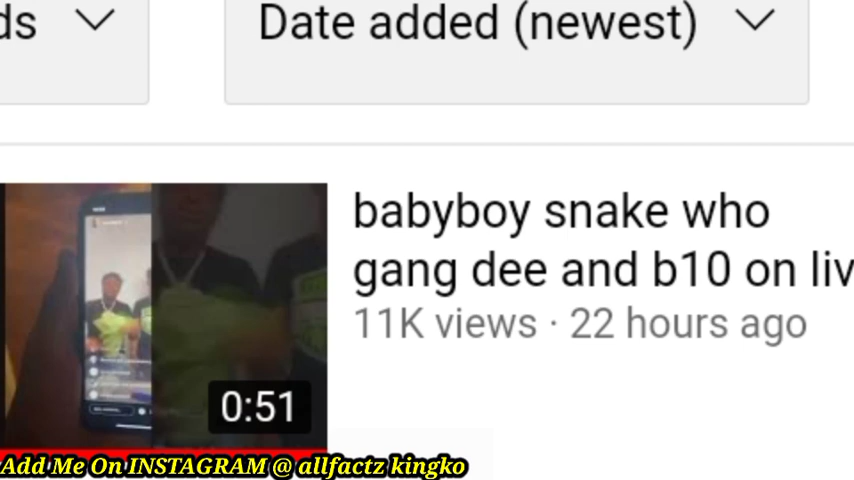 ds
Date added (newest)
babyboy snake who
gang dee and b10 on liv
11K views · 22 hours ago
0:51
Add Me On INSTAGRAM @ allfactz kingko